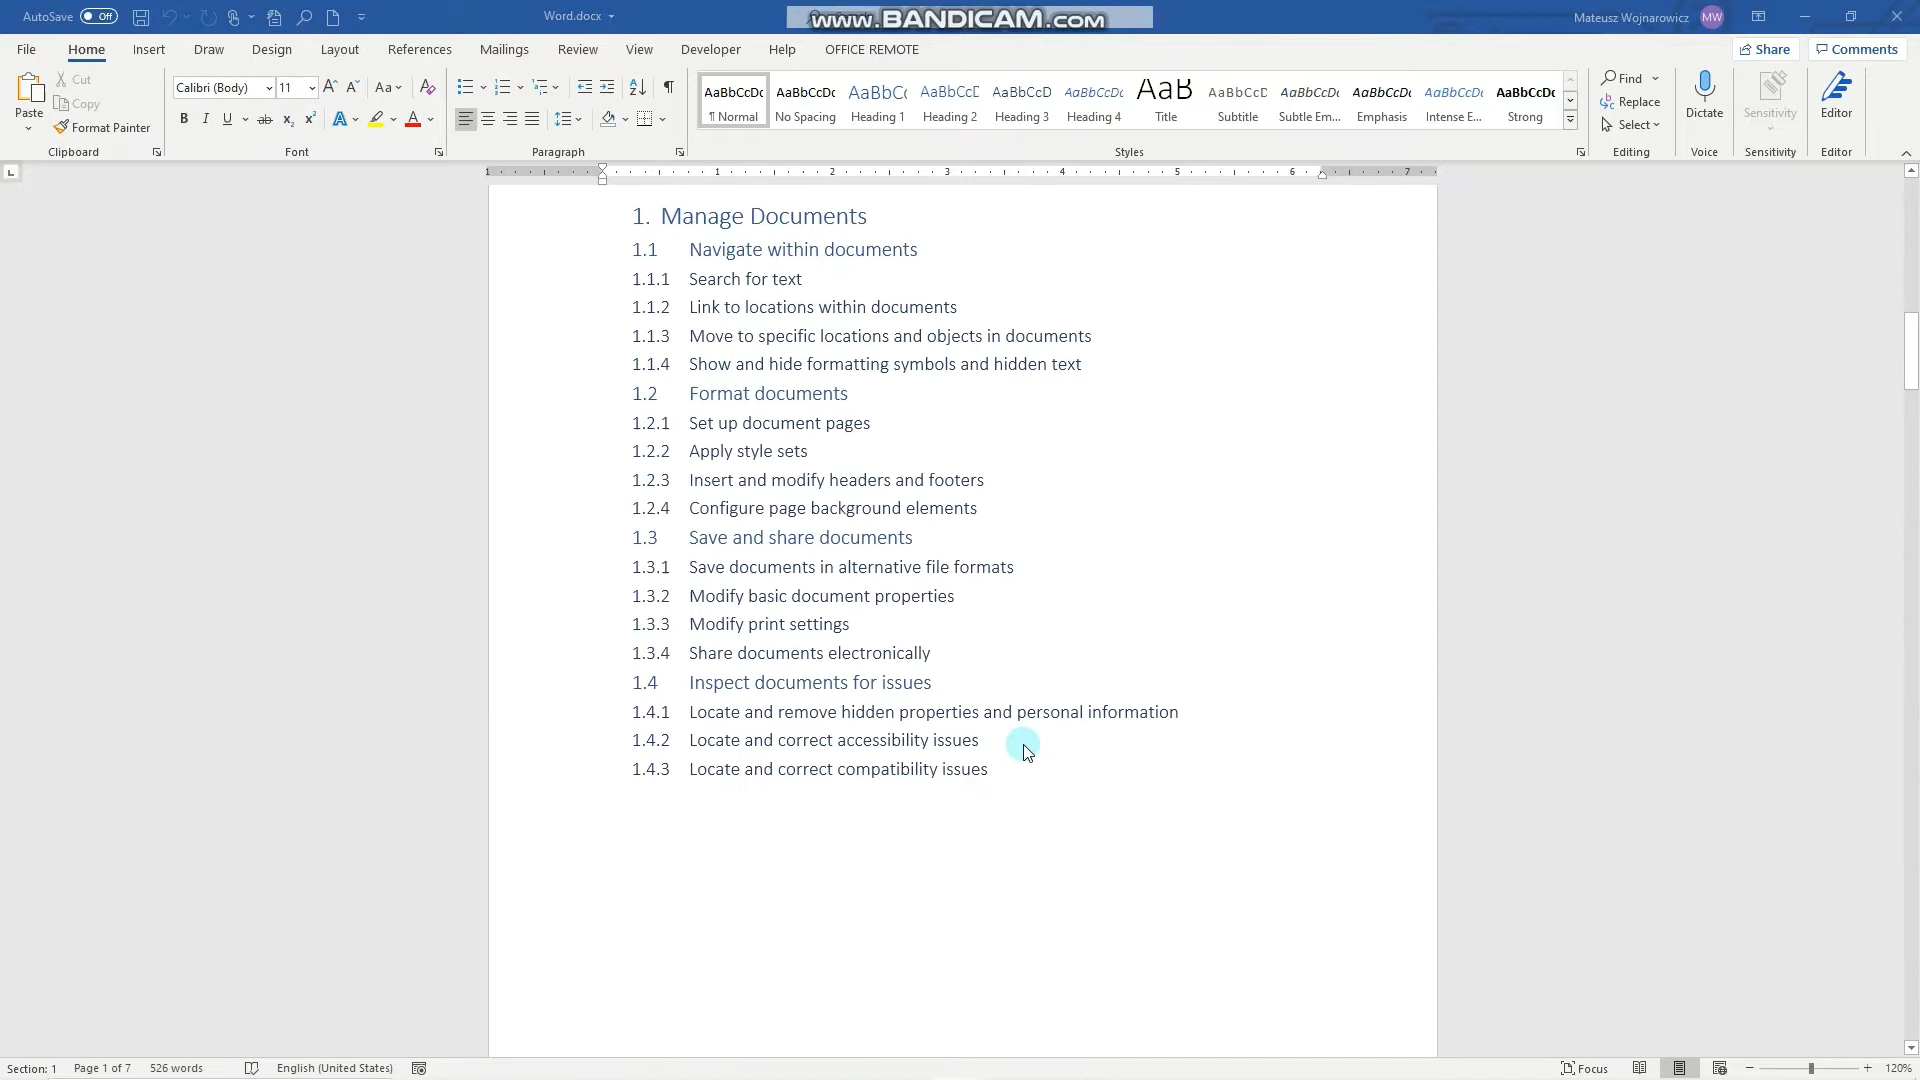 AutoSave Off Word.docx www.BANDICAM.com Mateusz Wojnarowicz MW
File Home Insert Draw Design Layout References Mailings Review View Developer Help OFFICE REMOTE Share Comments
Paste
Cut
Copy
Format Painter
Clipboard
Calibri (Body) 11
Font
Paragraph
AaBbCcDc AaBbCcDc AaBbC( AaBbCcE AaBbCcD AaBbCcDc AaB AaBbCcD AaBbCcDc AaBbCcDc AaBbCcDc AaBbCcDc
¶ Normal No Spacing Heading 1 Heading 2 Heading 3 Heading 4 Title Subtitle Subtle Em... Emphasis Intense E... Strong
Styles
Find
Replace
Select
Editing
Dictate
Voice
Sensitivity
Sensitivity
Editor
Editor
1 1 2 3 4 5 6 7
1. Manage Documents
1.1 Navigate within documents
1.1.1 Search for text
1.1.2 Link to locations within documents
1.1.3 Move to specific locations and objects in documents
1.1.4 Show and hide formatting symbols and hidden text
1.2 Format documents
1.2.1 Set up document pages
1.2.2 Apply style sets
1.2.3 Insert and modify headers and footers
1.2.4 Configure page background elements
1.3 Save and share documents
1.3.1 Save documents in alternative file formats
1.3.2 Modify basic document properties
1.3.3 Modify print settings
1.3.4 Share documents electronically
1.4 Inspect documents for issues
1.4.1 Locate and remove hidden properties and personal information
1.4.2 Locate and correct accessibility issues
1.4.3 Locate and correct compatibility issues
Section: 1 Page 1 of 7 526 words English (United States) Focus 120%